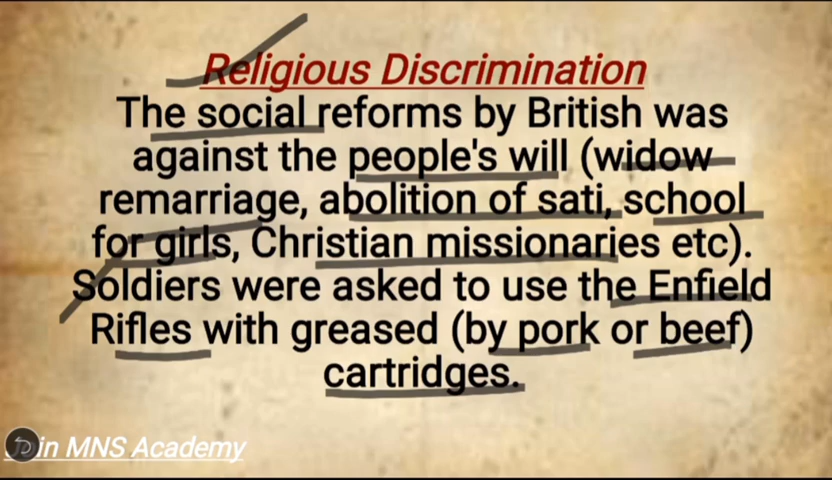 Religious Discrimination
The social reforms by British was
against the people's will (widow
remarriage, abolition of sati, school
for girls, Christian missionaries etc).
Soldiers were asked to use the Enfield
Rifles with greased (by pork or beef)
cartridges.
in MNS Academy